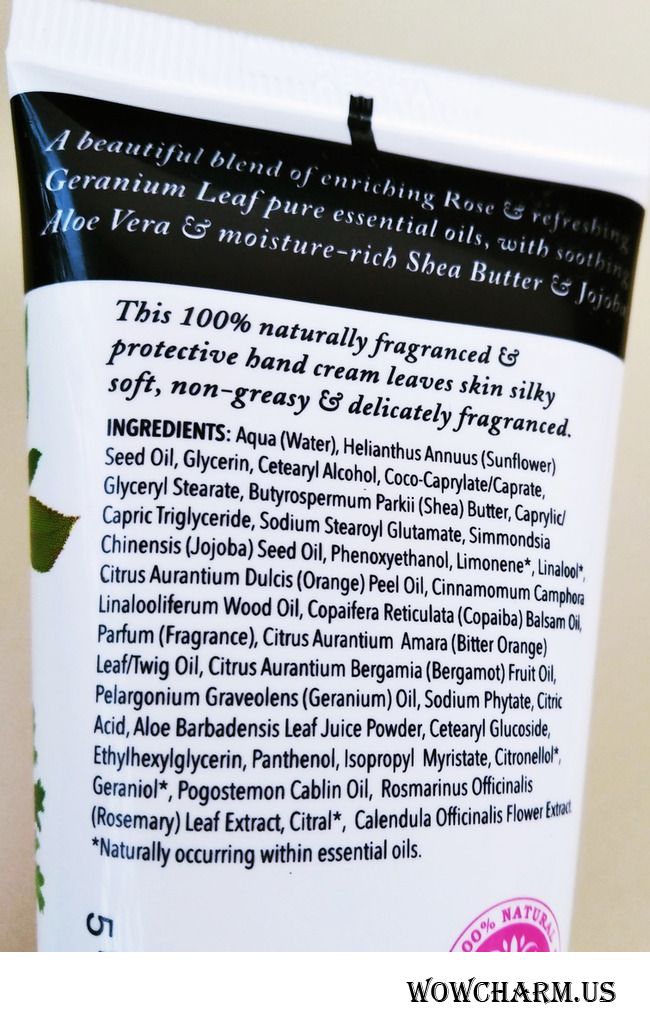 A beautiful blend of enriching Rose & refreshing
Geranium Leaf pure essential oils, with soothing
Aloe Vera & moisture-rich Shea Butter & Jojoba
This 100% naturally fragranced &
protective hand cream leaves skin silky
soft, non-greasy & delicately fragranced.
INGREDIENTS: Aqua (Water), Helianthus Annuus (Sunflower)
Seed Oil, Glycerin, Cetearyl Alcohol, Coco-Caprylate/Caprate,
Glyceryl Stearate, Butyrospermum Parkii (Shea) Butter, Caprylic/
Capric Triglyceride, Sodium Stearoyl Glutamate, Simmondsia
Chinensis (Jojoba) Seed Oil, Phenoxyethanol, Limonene*, Linalool*,
Citrus Aurantium Dulcis (Orange) Peel Oil, Cinnamomum Camphora
Linalooliferum Wood Oil, Copaifera Reticulata (Copaiba) Balsam Oil,
Parfum (Fragrance), Citrus Aurantium Amara (Bitter Orange)
Leaf/Twig Oil, Citrus Aurantium Bergamia (Bergamot) Fruit Oil,
Pelargonium Graveolens (Geranium) Oil, Sodium Phytate, Citric
Acid, Aloe Barbadensis Leaf Juice Powder, Cetearyl Glucoside,
Ethylhexylglycerin, Panthenol, Isopropyl Myristate, Citronellol*,
Geraniol*, Pogostemon Cablin Oil, Rosmarinus Officinalis
(Rosemary) Leaf Extract, Citral*, Calendula Officinalis Flower Extract.
*Naturally occurring within essential oils.
5
100% NATURAL
WOWCHARM.US